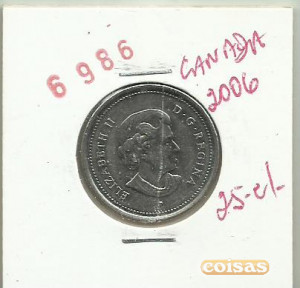 6986
CANADA
2006
ELIZABETH II D·G·REGINA
25-c/-
coisas